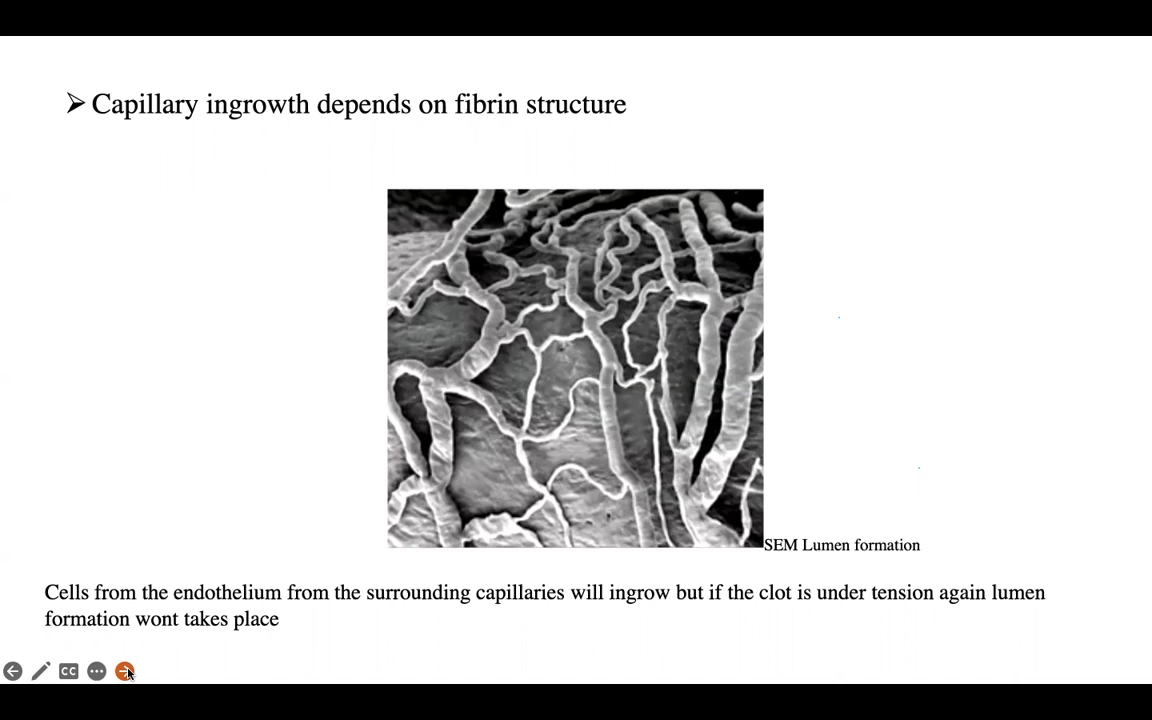 ➢ Capillary ingrowth depends on fibrin structure
SEM Lumen formation
Cells from the endothelium from the surrounding capillaries will ingrow but if the clot is under tension again lumen
formation wont takes place
CC